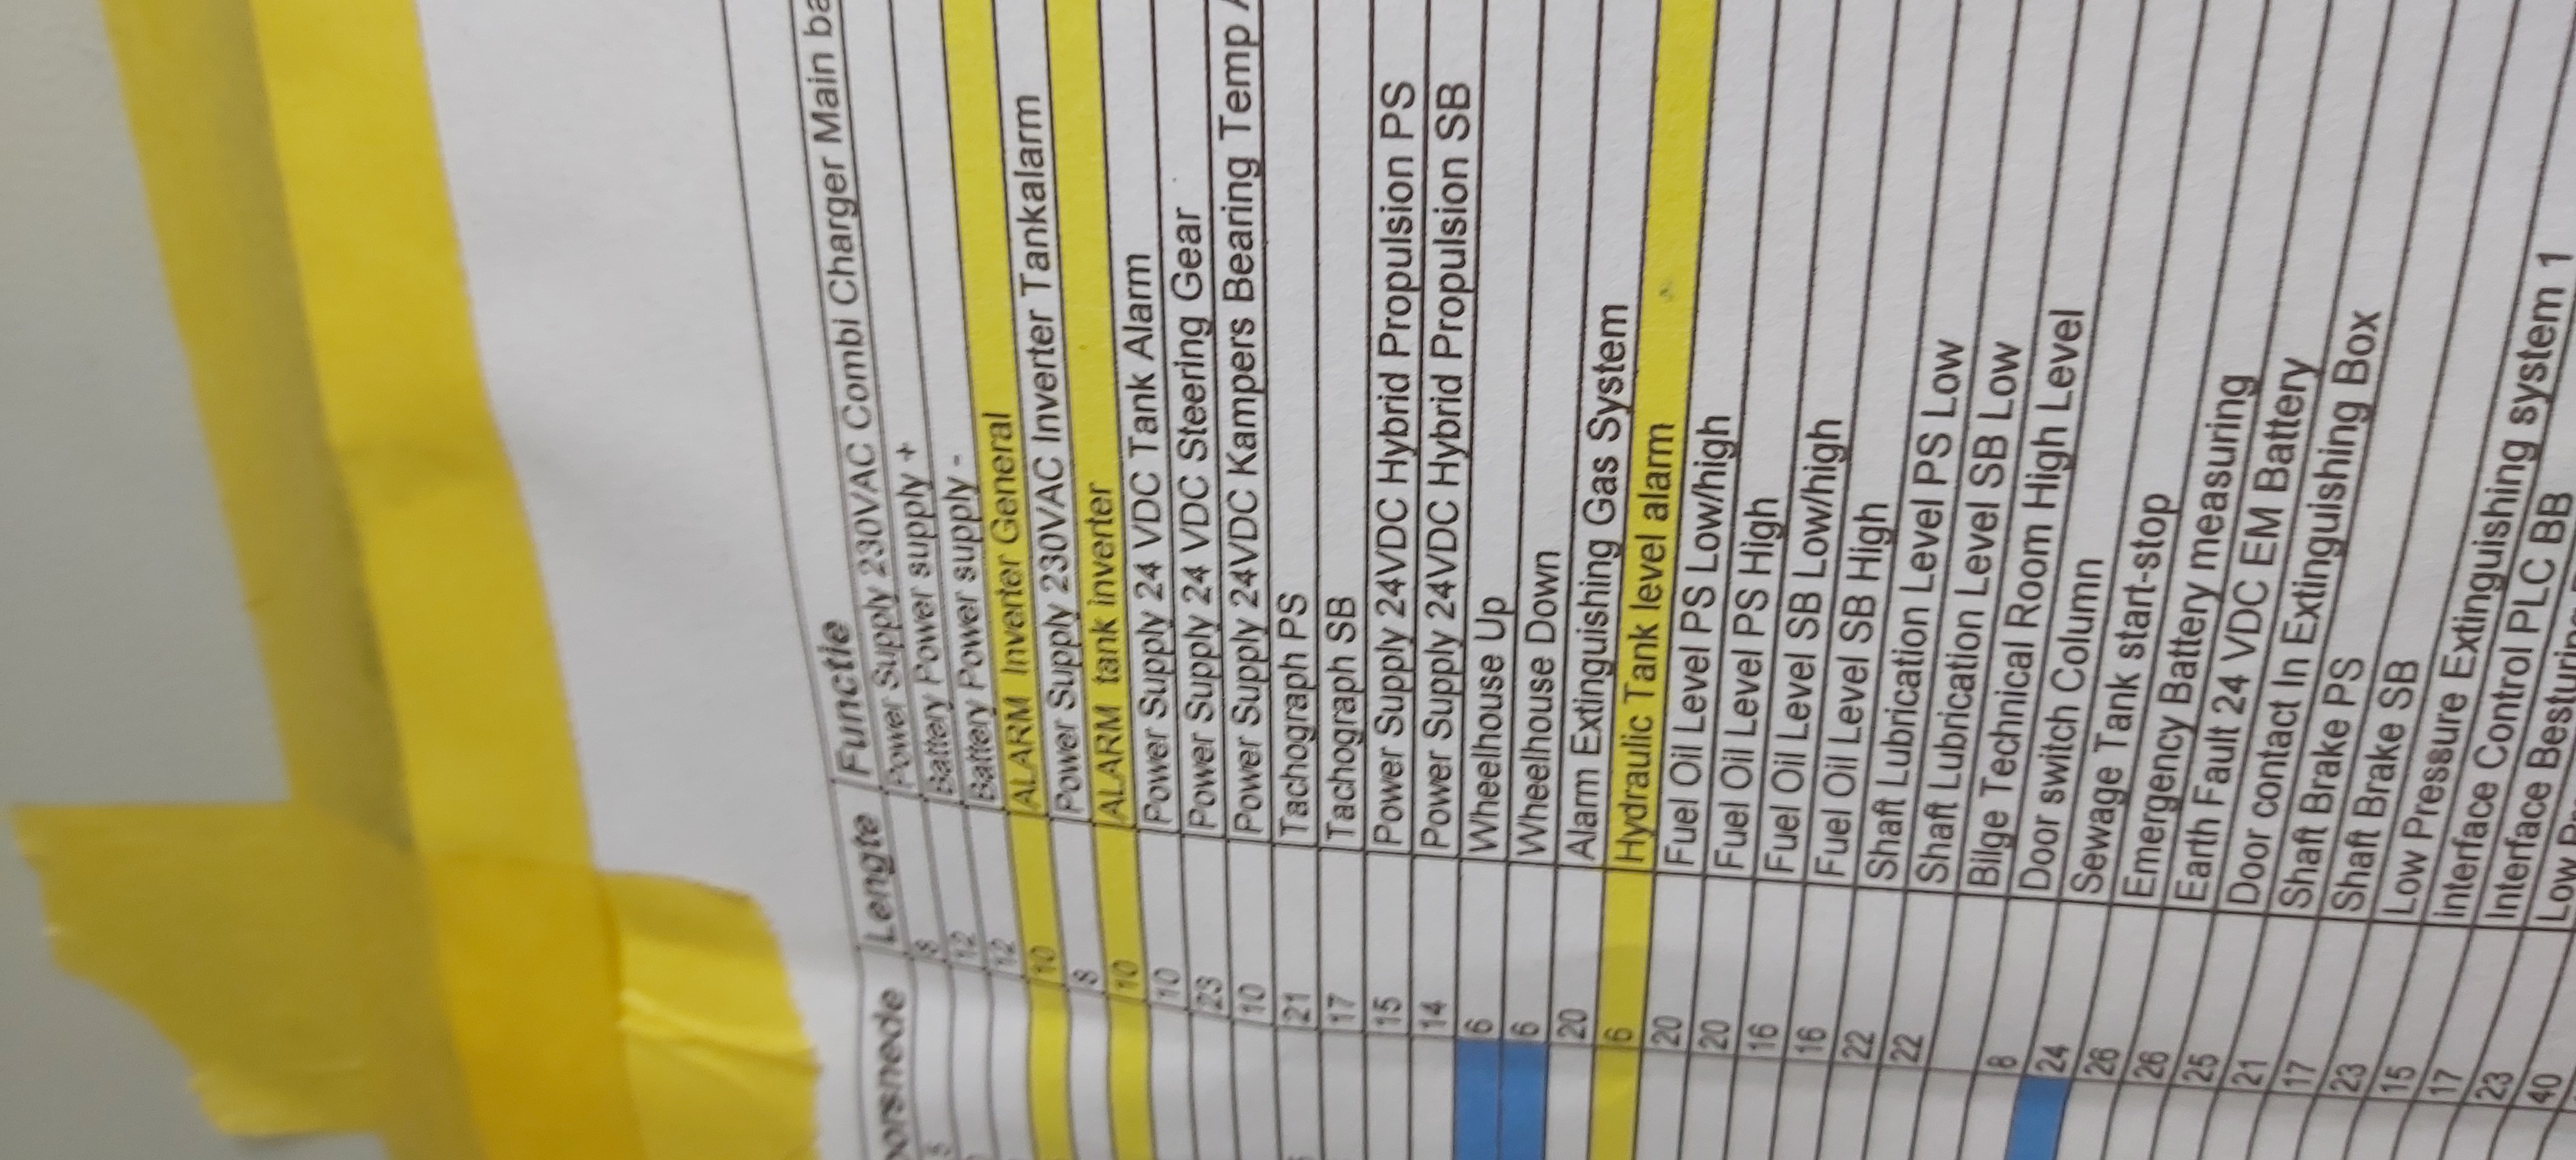 Lengte Functie
8 Power Supply 230VAC Combi Charger Main
12 Battery Power supply +
12 Battery Power supply -
10 ALARM Inverter General
8 Power Supply 230VAC Inverter Tankalarm
10 ALARM tank inverter
10 Power Supply 24 VDC Tank Alarm
23 Power Supply 24 VDC Steering Gear
10 Power Supply 24VDC Kampers Bearing Temp
21 Tachograph PS
17 Tachograph SB
15 Power Supply 24VDC Hybrid Propulsion PS
14 Power Supply 24VDC Hybrid Propulsion SB
6 Wheelhouse Up
6 Wheelhouse Down
20 Alarm Extinguishing Gas System
6 Hydraulic Tank level alarm
20 Fuel Oil Level PS Low/high
20 Fuel Oil Level PS High
16 Fuel Oil Level SB Low/high
16 Fuel Oil Level SB High
22 Shaft Lubrication Level PS Low
22 Shaft Lubrication Level SB Low
Bilge Technical Room High Level
8 Door switch Column
24 Sewage Tank start-stop
26 Emergency Battery measuring
26 Earth Fault 24 VDC EM Battery
25 Door contact In Extinguishing Box
21 Shaft Brake PS
17 Shaft Brake SB
23 Low Pressure Extinguishing system 1
15 interface Control PLC BB
17 Interface
23 Low
40